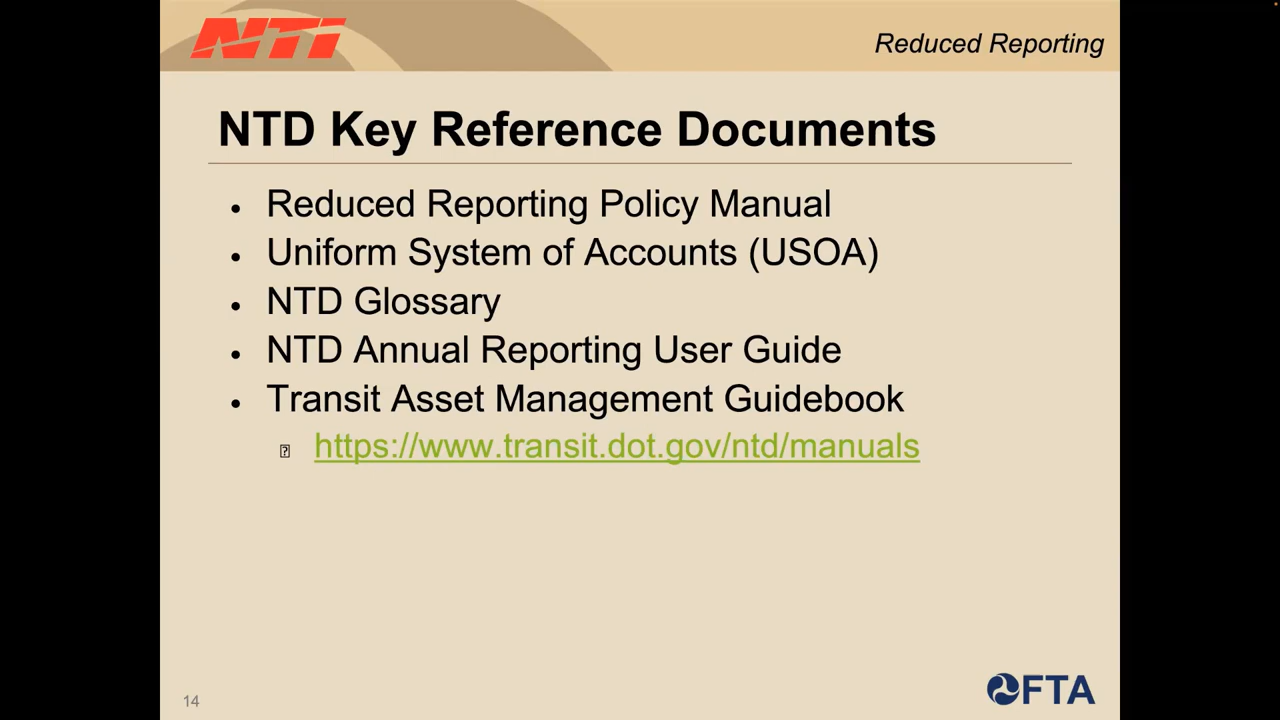 NTI
Reduced Reporting
NTD Key Reference Documents
• Reduced Reporting Policy Manual
• Uniform System of Accounts (USOA)
• NTD Glossary
• NTD Annual Reporting User Guide
• Transit Asset Management Guidebook
https://www.transit.dot.gov/ntd/manuals
14
FTA